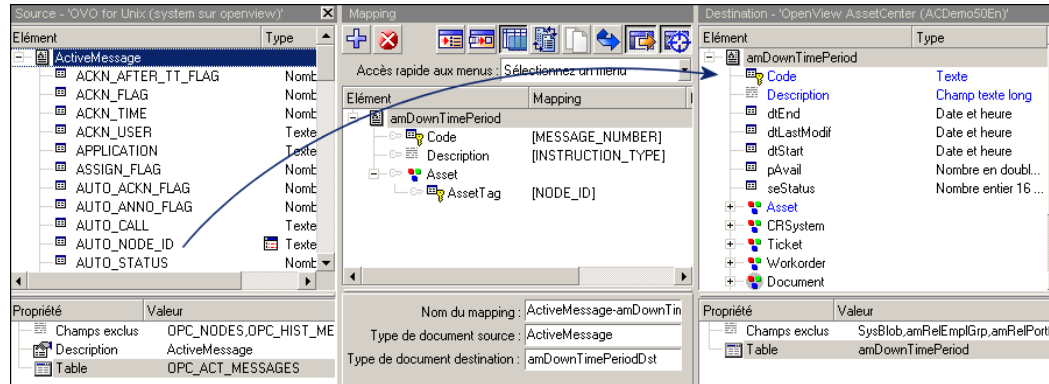 Source - 'OVO for Unix (system sur openview)'
Elément Type
ActiveMessage
ACKN_AFTER_TT_FLAG Nomb
ACKN_FLAG Nomb
ACKN_TIME Nomb
ACKN_USER Texte
APPLICATION Texte
ASSIGN_FLAG Nomb
AUTO_ACKN_FLAG Nomb
AUTO_ANNO_FLAG Nomb
AUTO_CALL Texte
AUTO_NODE_ID Texte
AUTO_STATUS Nomb
Propriété Valeur
Champs exclus OPC_NODES,OPC_HIST_ME
Description ActiveMessage
Table OPC_ACT_MESSAGES
Mapping
Accès rapide aux menus : Sélectionnez un menu
Elément Mapping
amDownTimePeriod
Code [MESSAGE_NUMBER]
Description [INSTRUCTION_TYPE]
Asset
AssetTag [NODE_ID]
Nom du mapping : ActiveMessage-amDownTin
Type de document source : ActiveMessage
Type de document destination : amDownTimePeriodDst
Destination - 'OpenView AssetCenter (ACDemo50En)'
Elément Type
amDownTimePeriod
Code Texte
Description Champ texte long
dtEnd Date et heure
dtLastModif Date et heure
dtStart Date et heure
pAvail Nombre en doubl...
seStatus Nombre entier 16 ...
Asset
CRSystem
Ticket
Workorder
Document
Propriété Valeur
Champs exclus SysBlob,amRelEmplGrp,amRelPortl
Table amDownTimePeriod